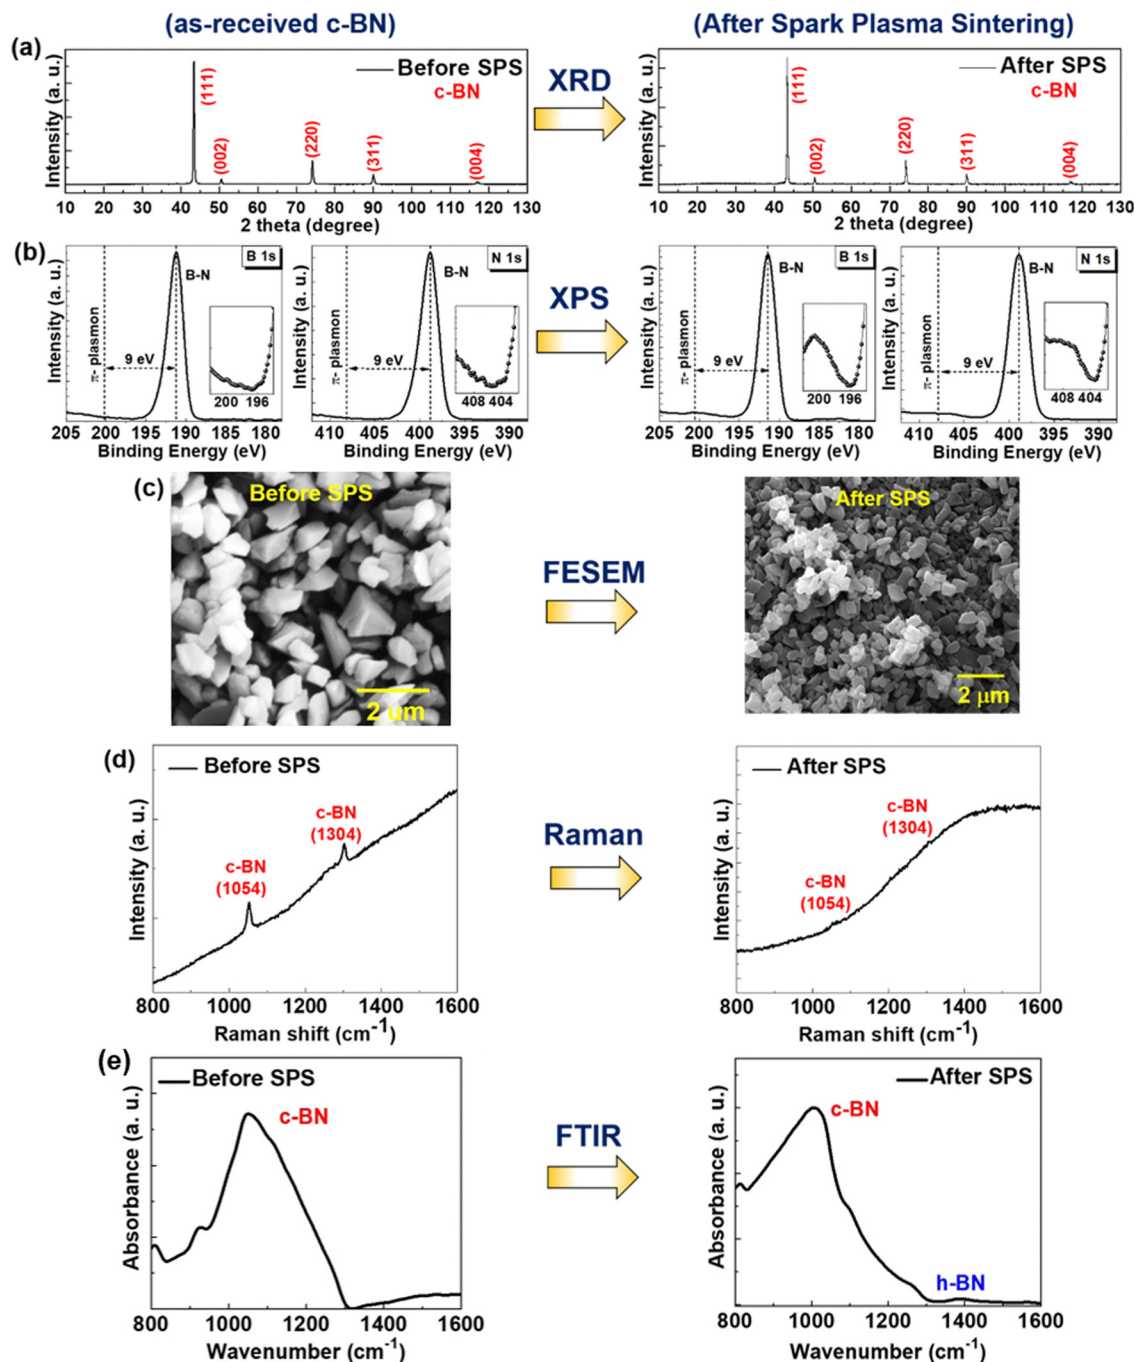 (as-received c-BN)
(After Spark Plasma Sintering)
(a)
Intensity (a. u.)
Before SPS
c-BN
(111)
(002)
(220)
(311)
(004)
10 20 30 40 50 60 70 80 90 100 110 120 130
2 theta (degree)
XRD
Intensity (a. u.)
After SPS
c-BN
(111)
(002)
(220)
(311)
(004)
10 20 30 40 50 60 70 80 90 100 110 120 130
2 theta (degree)
(b)
Intensity (a. u.)
B 1s
B-N
π- plasmon
9 eV
200 196
205 200 195 191 187 183 180
Binding Energy (eV)
Intensity (a. u.)
N 1s
B-N
π- plasmon
9 eV
408 404
410 405 399 395 390
Binding Energy (eV)
XPS
Intensity (a. u.)
B 1s
B-N
π- plasmon
9 eV
200 196
205 200 195 191 187 183 180
Binding Energy (eV)
Intensity (a. u.)
N 1s
B-N
π- plasmon
9 eV
408 404
410 405 399 395 390
Binding Energy (eV)
(c)
Before SPS
2 um
FESEM
After SPS
2 μm
(d)
Intensity (a. u.)
Before SPS
c-BN
(1304)
c-BN
(1054)
800 1000 1200 1400 1600
Raman shift (cm⁻¹)
Raman
Intensity (a. u.)
After SPS
c-BN
(1304)
c-BN
(1054)
800 1000 1200 1400 1600
Raman shift (cm⁻¹)
(e)
Absorbance (a. u.)
Before SPS
c-BN
800 1000 1200 1400 1600
Wavenumber (cm⁻¹)
FTIR
Absorbance (a. u.)
After SPS
c-BN
h-BN
800 1000 1200 1400 1600
Wavenumber (cm⁻¹)